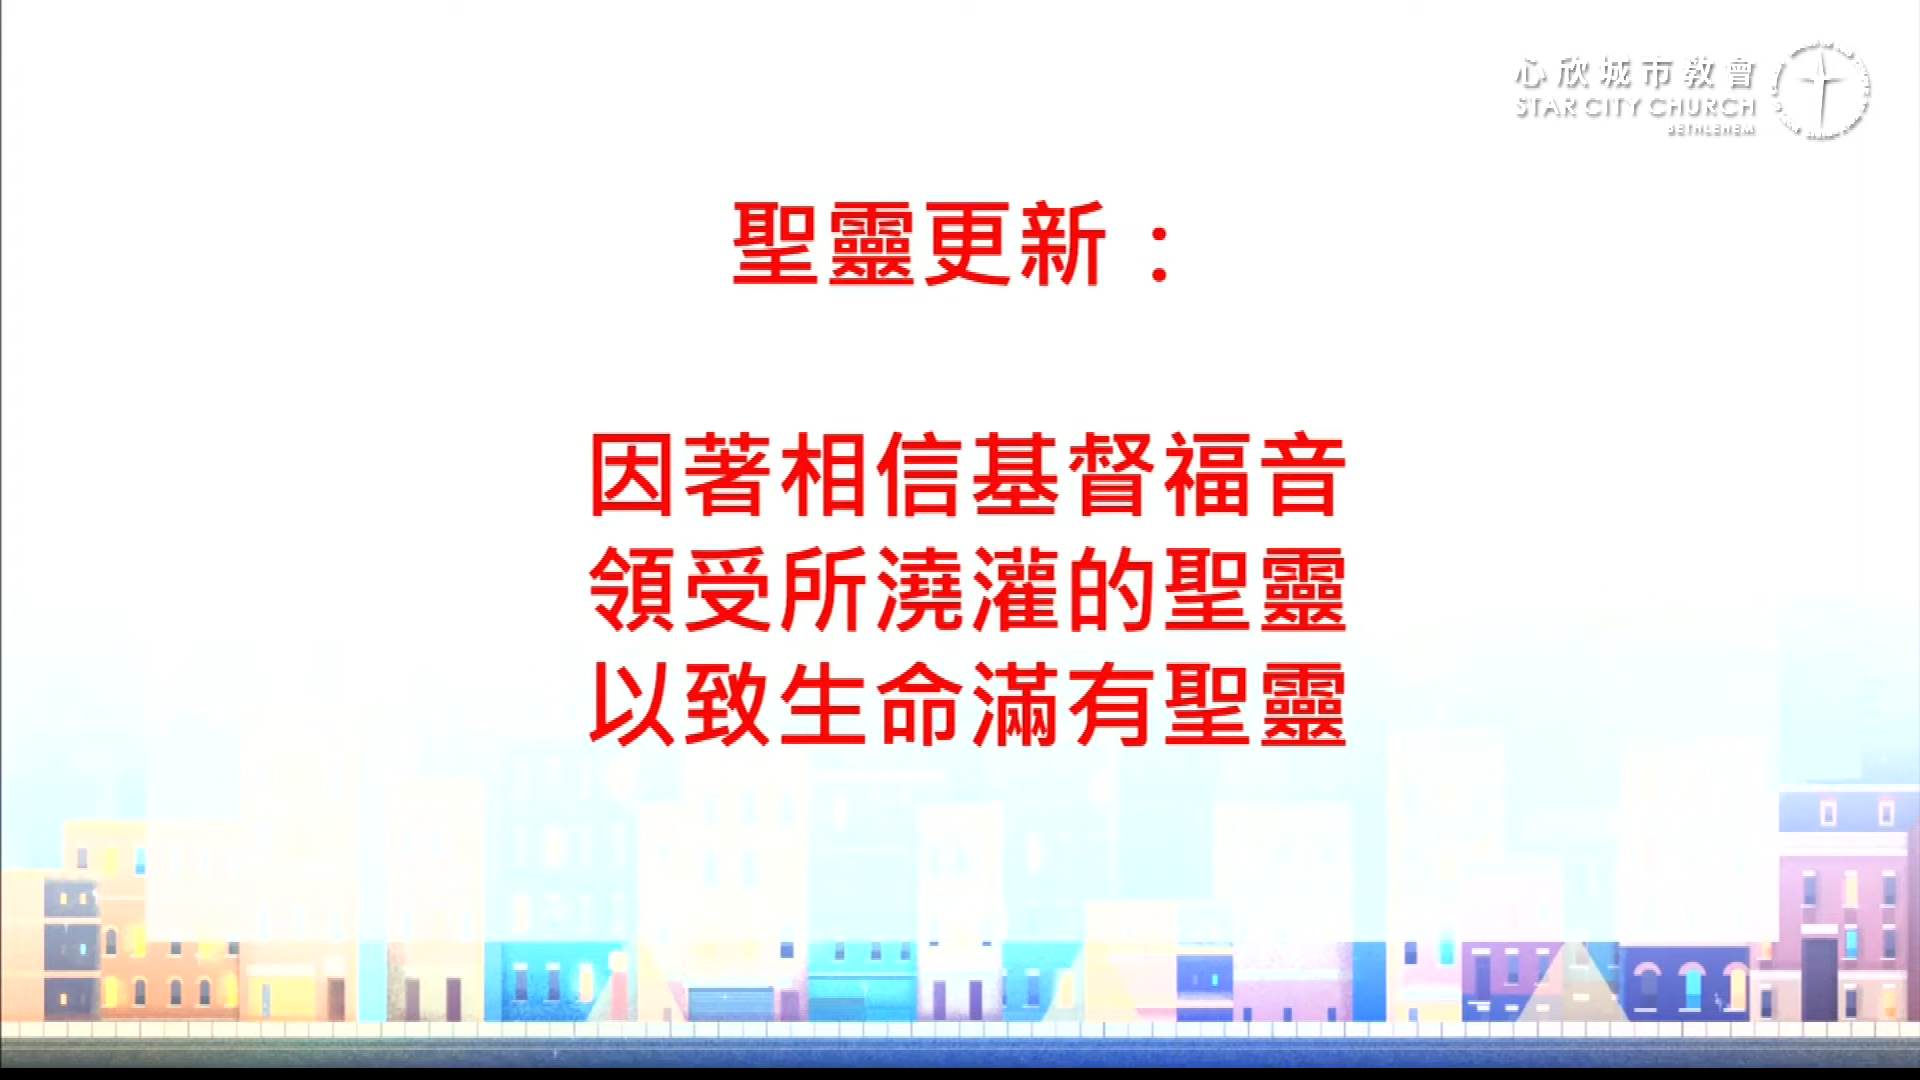 心欣城市教會
STAR CITY CHURCH
BETHLEHEM
聖靈更新：
因著相信基督福音
領受所澆灌的聖靈
以致生命滿有聖靈